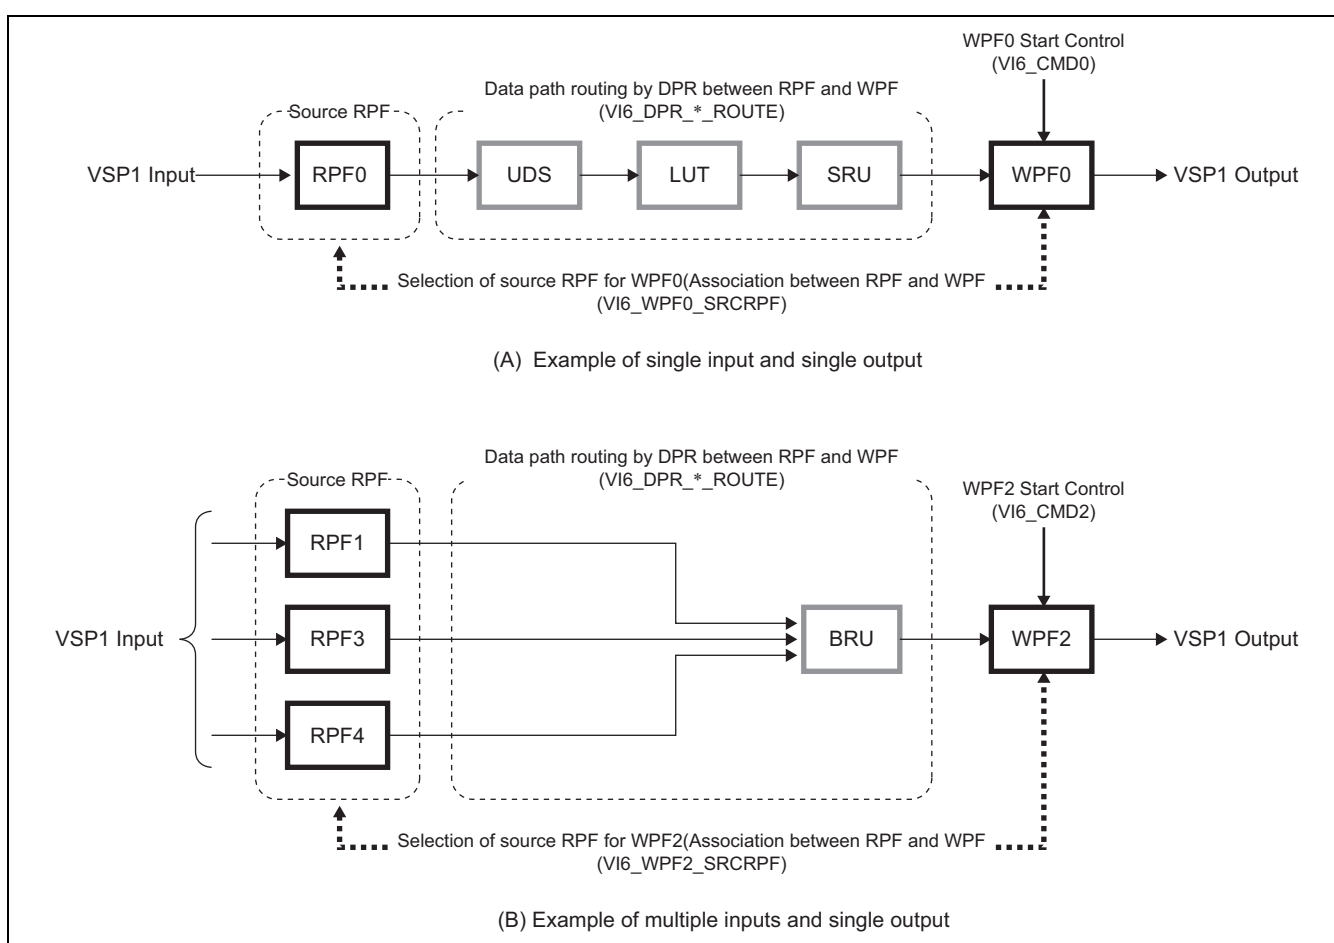 WPF0 Start Control
(VI6_CMD0)
Data path routing by DPR between RPF and WPF
(VI6_DPR_*_ROUTE)
Source RPF
VSP1 Input
RPF0
UDS
LUT
SRU
WPF0
VSP1 Output
Selection of source RPF for WPF0(Association between RPF and WPF
(VI6_WPF0_SRCRPF)
(A) Example of single input and single output
Data path routing by DPR between RPF and WPF
(VI6_DPR_*_ROUTE)
Source RPF
WPF2 Start Control
(VI6_CMD2)
RPF1
VSP1 Input
RPF3
BRU
WPF2
VSP1 Output
RPF4
Selection of source RPF for WPF2(Association between RPF and WPF
(VI6_WPF2_SRCRPF)
(B) Example of multiple inputs and single output